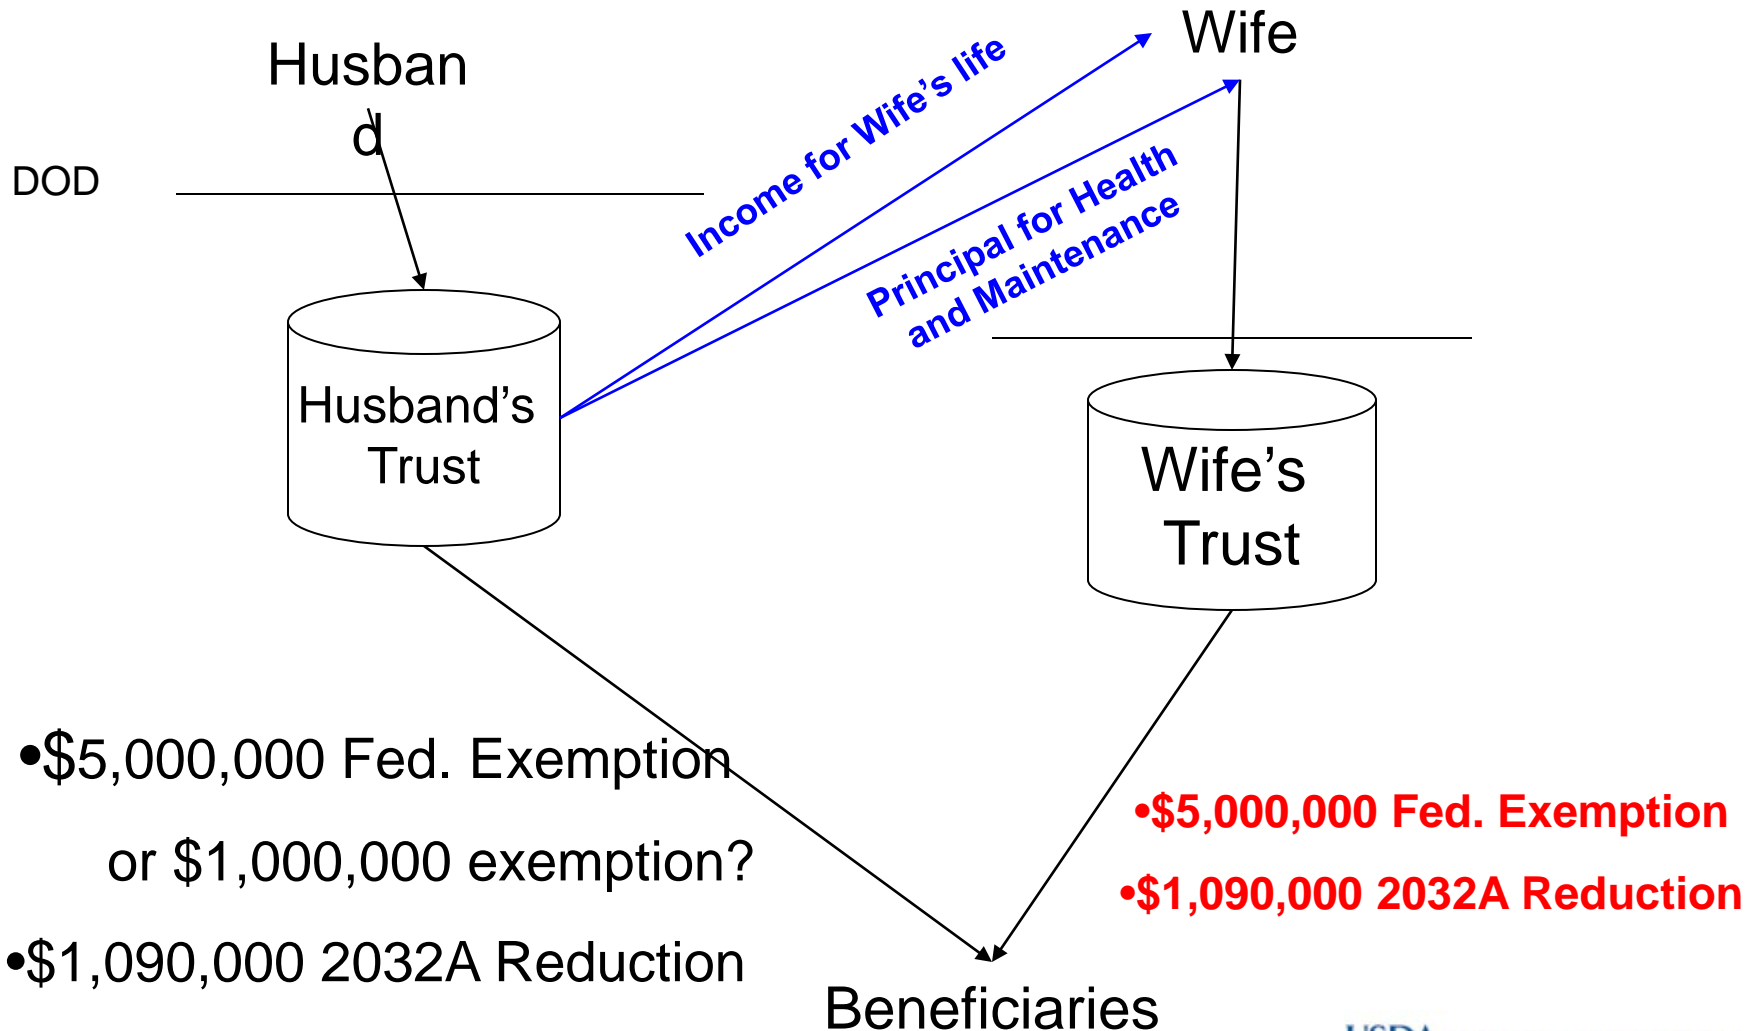 Husban
d
Wife
DOD
Income for Wife's life
Principal for Health
and Maintenance
Husband's
Trust
Wife's
Trust
•$5,000,000 Fed. Exemption
or $1,000,000 exemption?
•$1,090,000 2032A Reduction
•$5,000,000 Fed. Exemption
•$1,090,000 2032A Reduction
Beneficiaries
USDA